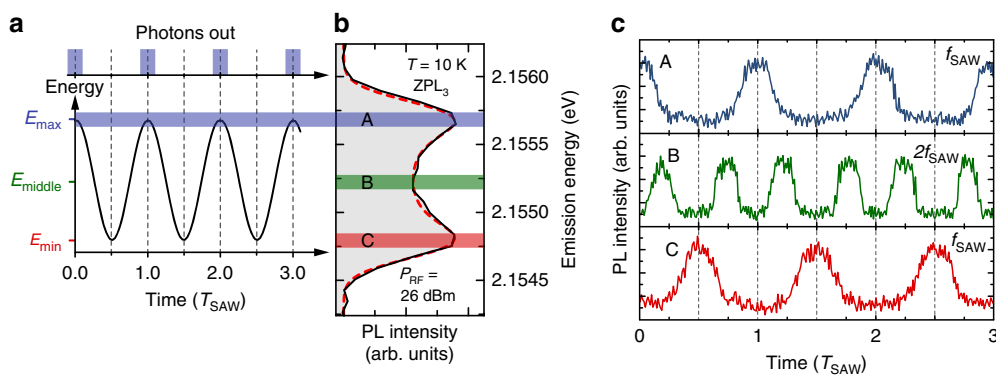 a
Photons out
Energy
E_max
E_middle
E_min
0.0 1.0 2.0 3.0
Time (T_SAW)
b
T = 10 K
ZPL_3
A
B
C
P_RF =
26 dBm
PL intensity
(arb. units)
2.1560
2.1555
2.1550
2.1545
Emission energy (eV)
c
A
f_SAW
B
2f_SAW
C
f_SAW
PL intensity (arb. units)
0 1 2 3
Time (T_SAW)